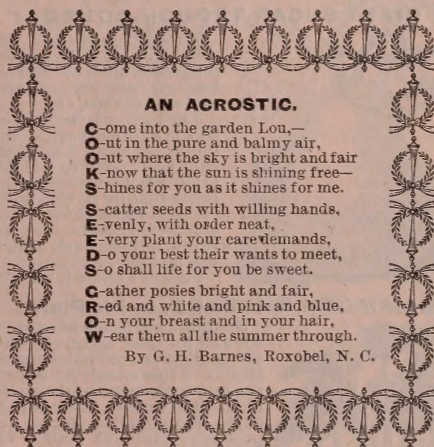 AN ACROSTIC.
C-ome into the garden Lou,—
O-ut in the pure and balmy air,
O-ut where the sky is bright and fair
K-now that the sun is shining free—
S-hines for you as it shines for me.
S-catter seeds with willing hands,
E-venly, with order neat,
E-very plant your care demands,
D-o your best their wants to meet,
S-o shall life for you be sweet.
G-ather posies bright and fair,
R-ed and white and pink and blue,
O-n your breast and in your hair,
W-ear them all the summer through.
By G. H. Barnes, Roxobel, N. C.